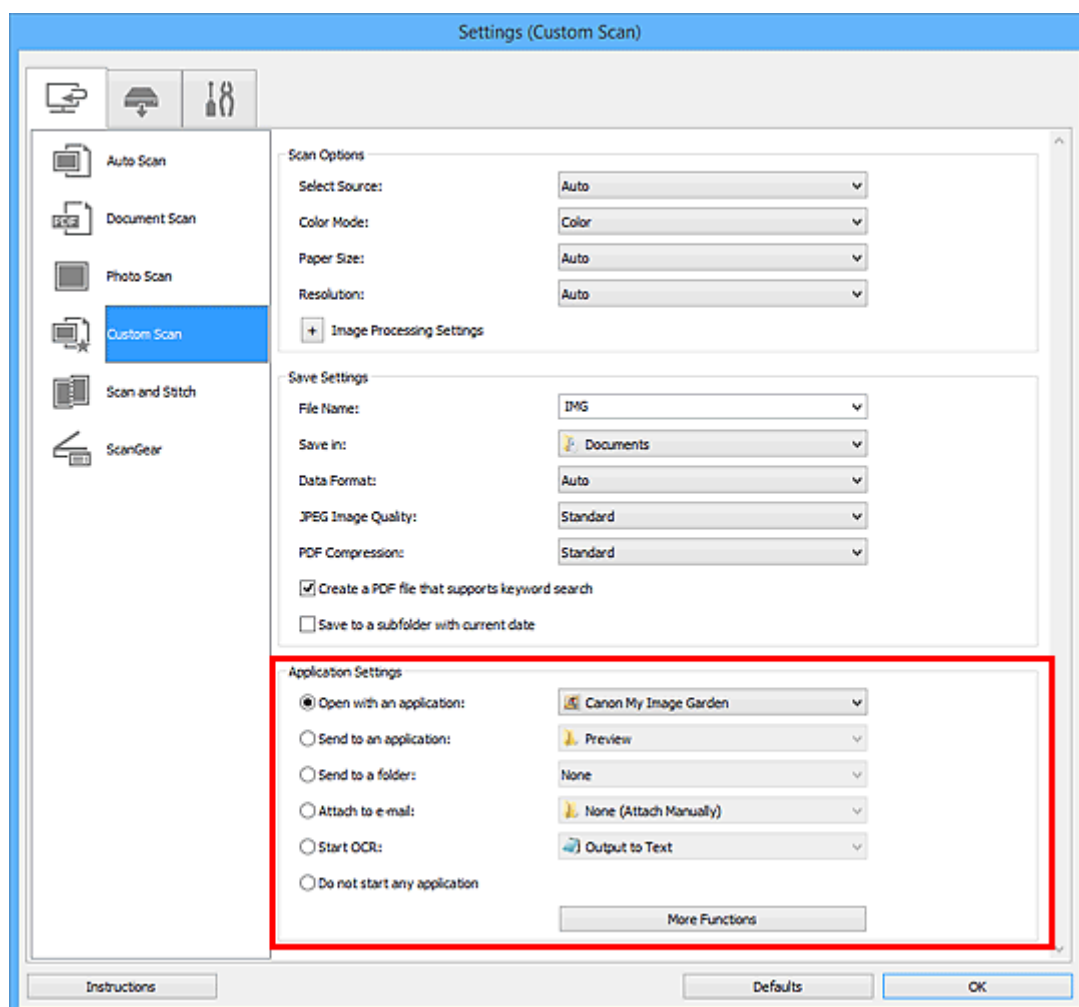 Settings (Custom Scan)
Auto Scan
PDF
Document Scan
Photo Scan
Custom Scan
Scan and Stitch
ScanGear
Scan Options
Select Source: Auto
Color Mode: Color
Paper Size: Auto
Resolution: Auto
+ Image Processing Settings
Save Settings
File Name: IMG
Save in: Documents
Data Format: Auto
JPEG Image Quality: Standard
PDF Compression: Standard
Create a PDF file that supports keyword search
Save to a subfolder with current date
Application Settings
Open with an application: Canon My Image Garden
Send to an application: Preview
Send to a folder: None
Attach to e-mail: None (Attach Manually)
Start OCR: Output to Text
Do not start any application
More Functions
Instructions Defaults OK